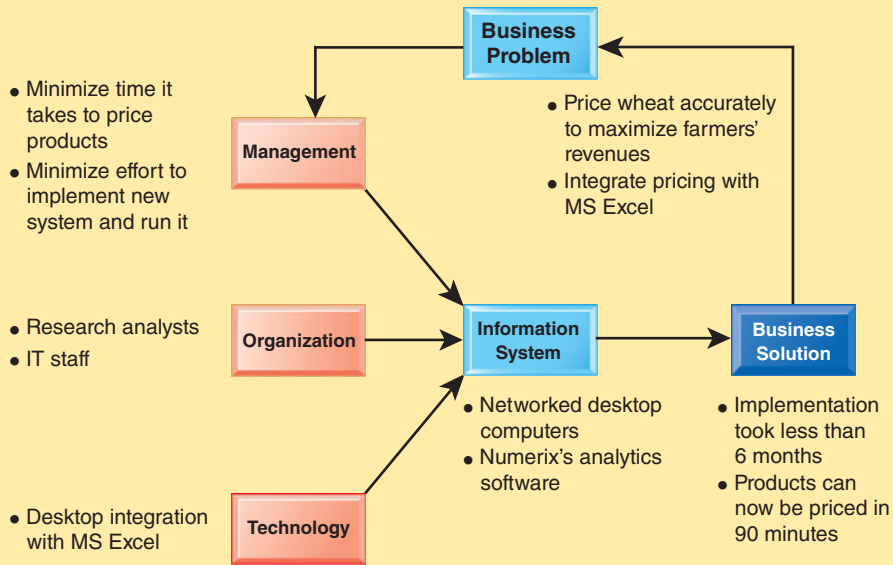 Business
Problem
• Minimize time it
takes to price
products
• Minimize effort to
implement new
system and run it
Management
• Price wheat accurately
to maximize farmers’
revenues
• Integrate pricing with
MS Excel
• Research analysts
• IT staff
Organization
Information
System
Business
Solution
• Networked desktop
computers
• Numerix’s analytics
software
• Implementation
took less than
6 months
• Products can
now be priced in
90 minutes
• Desktop integration
with MS Excel
Technology